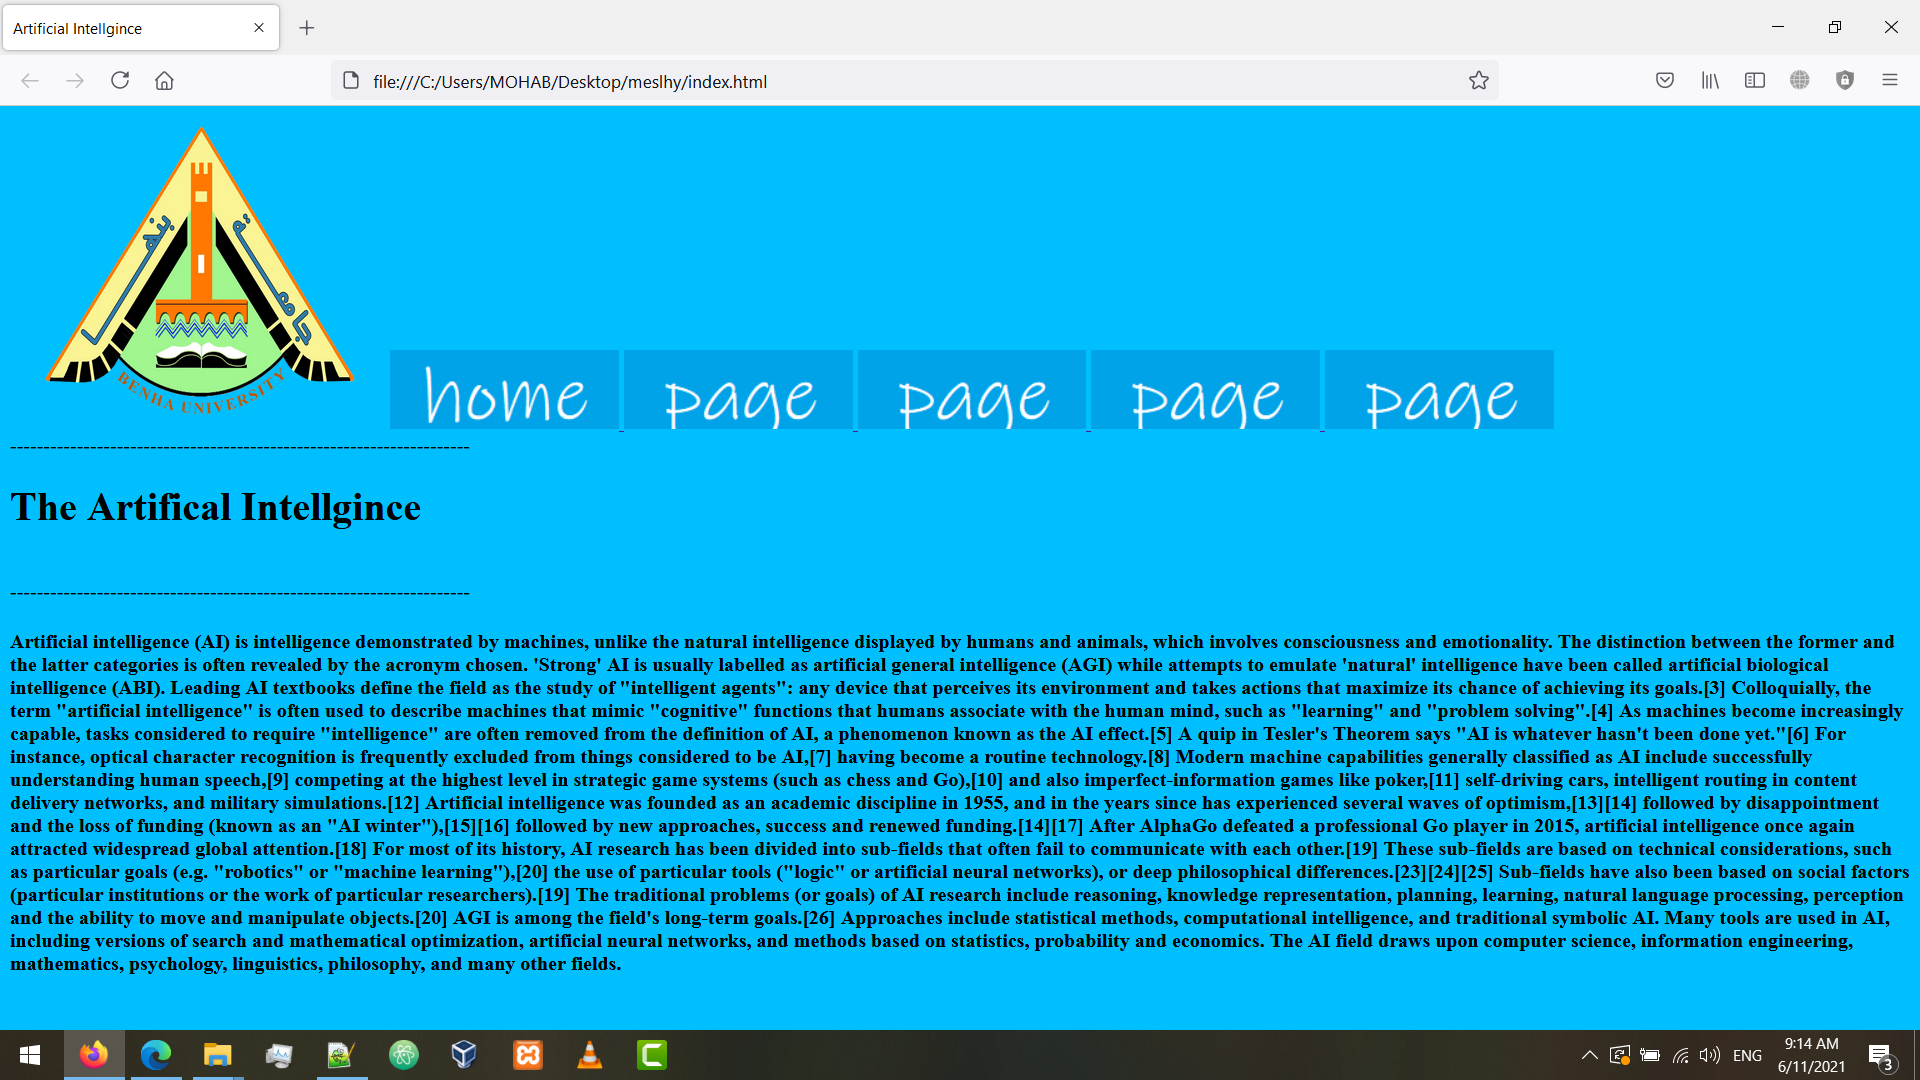 Artificial Intellgince
file:///C:/Users/MOHAB/Desktop/meslhy/index.html
جامعة بنها
BENHA UNIVERSITY
home page page page page
---------------------------------------------------------------------
The Artifical Intellgince
---------------------------------------------------------------------
Artificial intelligence (AI) is intelligence demonstrated by machines, unlike the natural intelligence displayed by humans and animals, which involves consciousness and emotionality. The distinction between the former and
the latter categories is often revealed by the acronym chosen. 'Strong' AI is usually labelled as artificial general intelligence (AGI) while attempts to emulate 'natural' intelligence have been called artificial biological
intelligence (ABI). Leading AI textbooks define the field as the study of "intelligent agents": any device that perceives its environment and takes actions that maximize its chance of achieving its goals.[3] Colloquially, the
term "artificial intelligence" is often used to describe machines that mimic "cognitive" functions that humans associate with the human mind, such as "learning" and "problem solving".[4] As machines become increasingly
capable, tasks considered to require "intelligence" are often removed from the definition of AI, a phenomenon known as the AI effect.[5] A quip in Tesler's Theorem says "AI is whatever hasn't been done yet."[6] For
instance, optical character recognition is frequently excluded from things considered to be AI,[7] having become a routine technology.[8] Modern machine capabilities generally classified as AI include successfully
understanding human speech,[9] competing at the highest level in strategic game systems (such as chess and Go),[10] and also imperfect-information games like poker,[11] self-driving cars, intelligent routing in content
delivery networks, and military simulations.[12] Artificial intelligence was founded as an academic discipline in 1955, and in the years since has experienced several waves of optimism,[13][14] followed by disappointment
and the loss of funding (known as an "AI winter"),[15][16] followed by new approaches, success and renewed funding.[14][17] After AlphaGo defeated a professional Go player in 2015, artificial intelligence once again
attracted widespread global attention.[18] For most of its history, AI research has been divided into sub-fields that often fail to communicate with each other.[19] These sub-fields are based on technical considerations, such
as particular goals (e.g. "robotics" or "machine learning"),[20] the use of particular tools ("logic" or artificial neural networks), or deep philosophical differences.[23][24][25] Sub-fields have also been based on social factors
(particular institutions or the work of particular researchers).[19] The traditional problems (or goals) of AI research include reasoning, knowledge representation, planning, learning, natural language processing, perception
and the ability to move and manipulate objects.[20] AGI is among the field's long-term goals.[26] Approaches include statistical methods, computational intelligence, and traditional symbolic AI. Many tools are used in AI,
including versions of search and mathematical optimization, artificial neural networks, and methods based on statistics, probability and economics. The AI field draws upon computer science, information engineering,
mathematics, psychology, linguistics, philosophy, and many other fields.
ENG
9:14 AM
6/11/2021
3